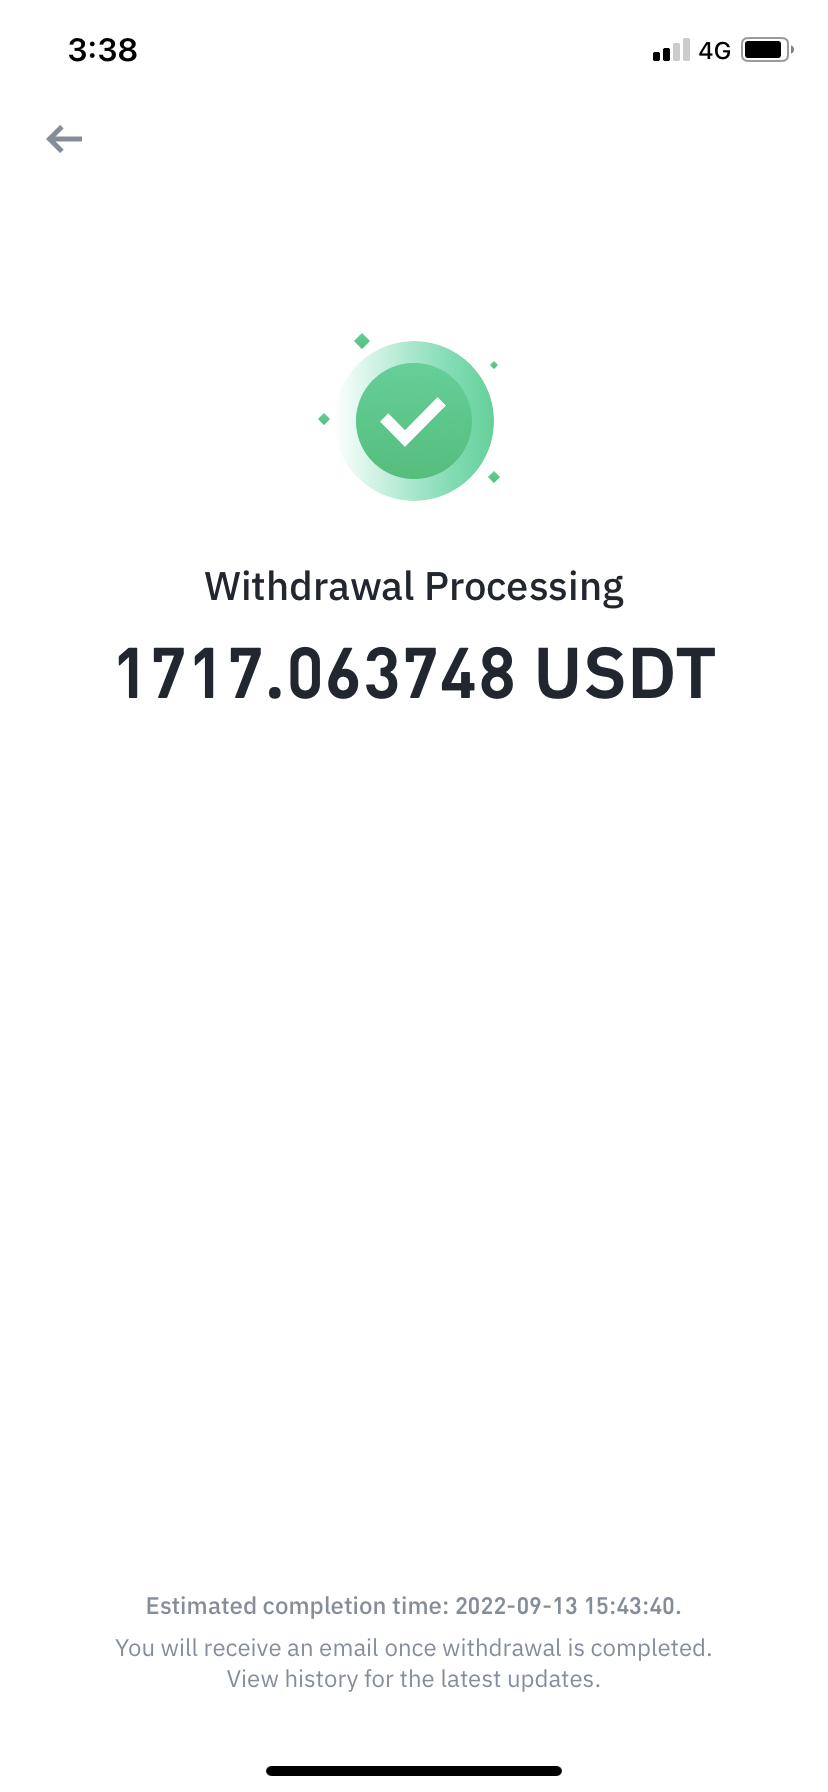 3:38
4G
Withdrawal Processing
1717.063748 USDT
Estimated completion time: 2022-09-13 15:43:40.
You will receive an email once withdrawal is completed.
View history for the latest updates.